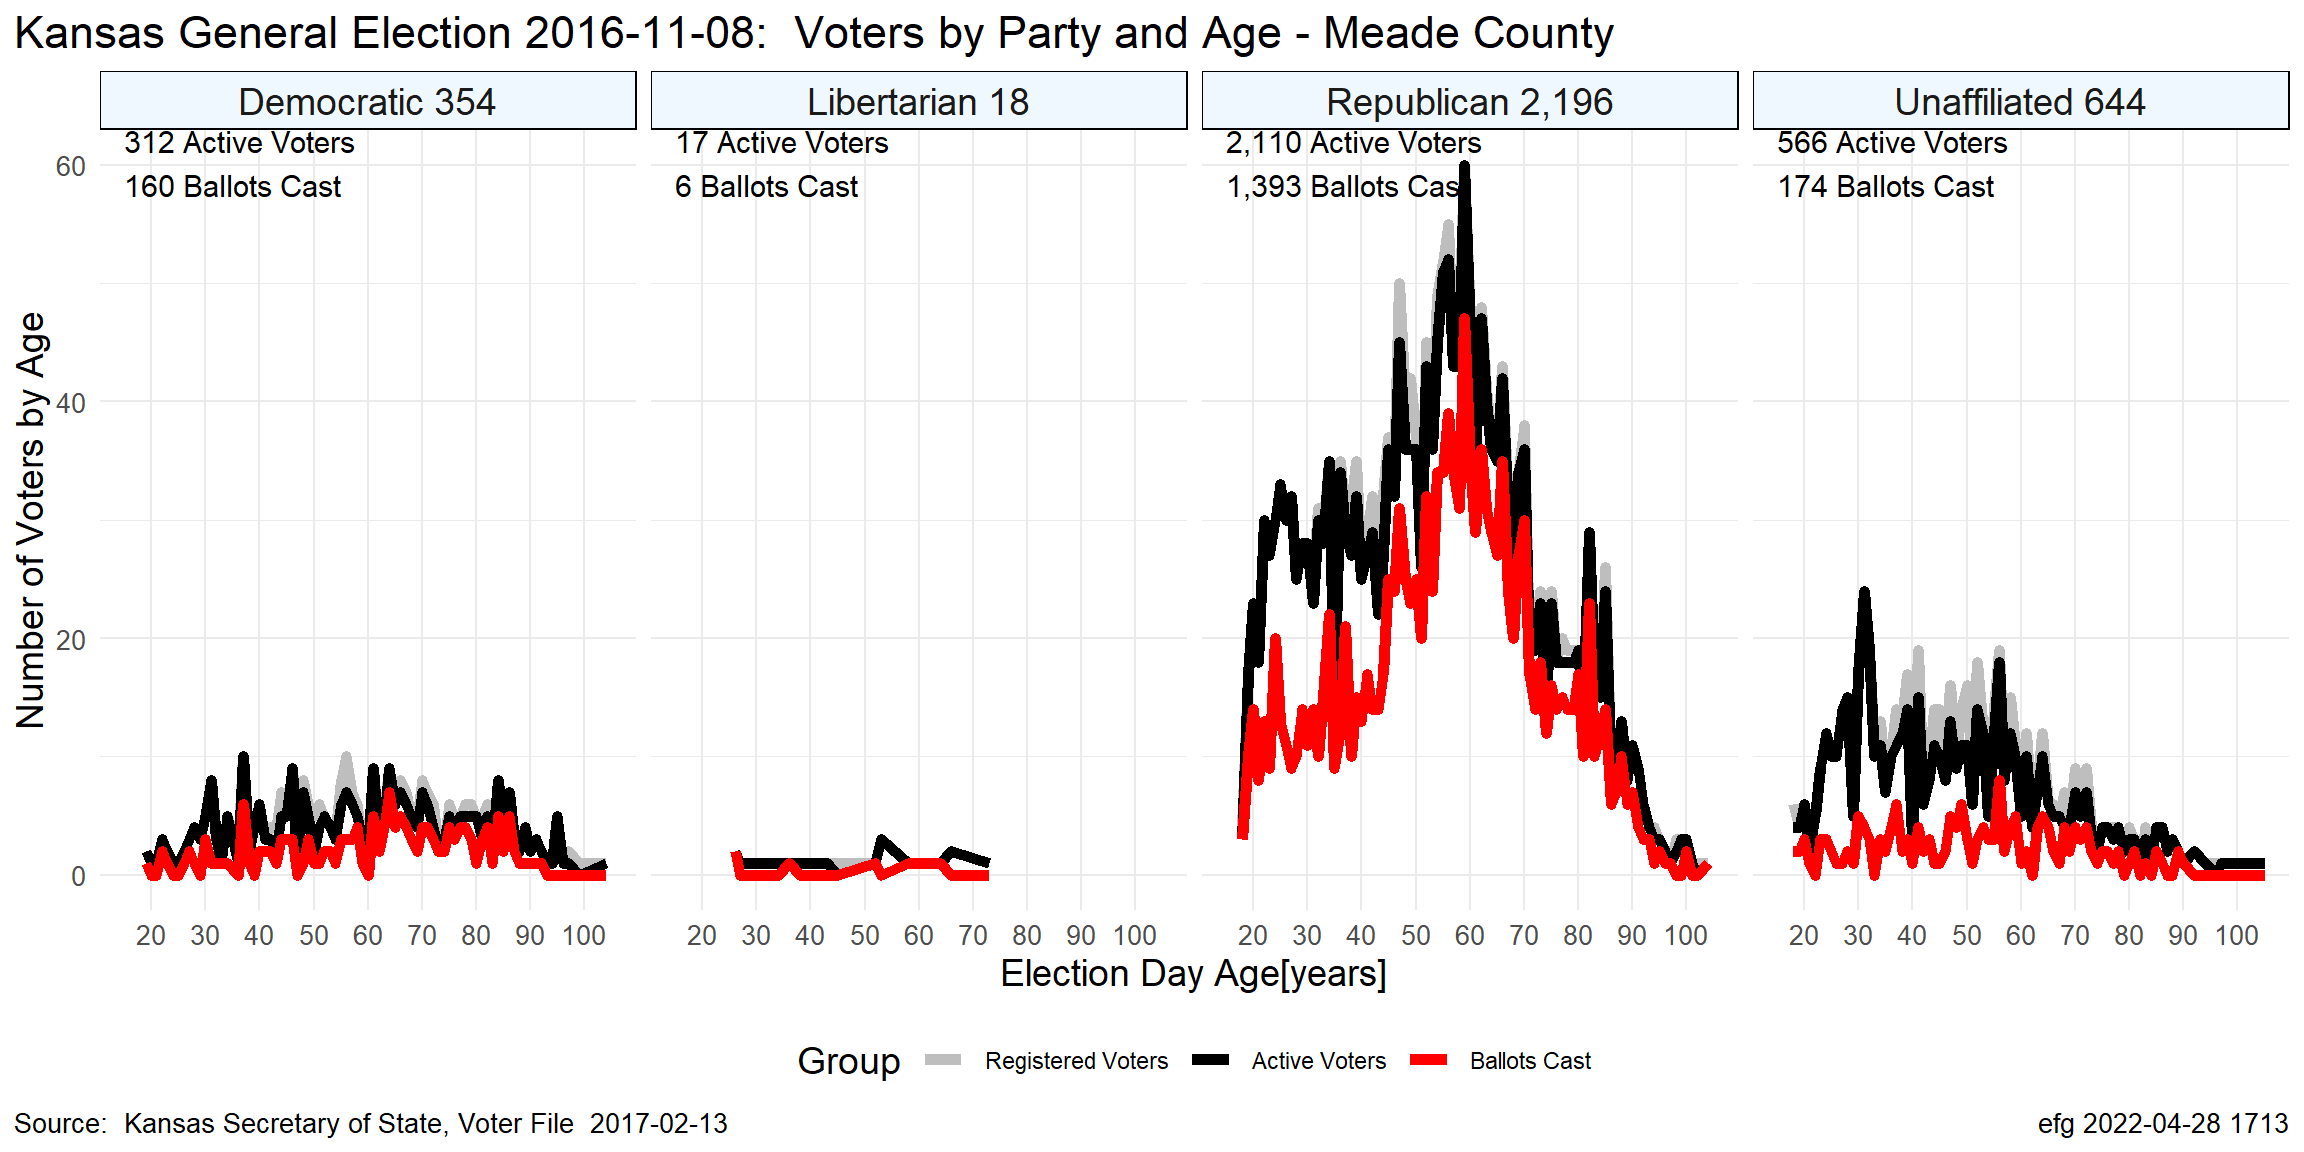 Kansas General Election 2016-11-08:  Voters by Party and Age - Meade County
Democratic 354
Libertarian 18
Republican 2,196
Unaffiliated 644
312 Active Voters
160 Ballots Cast
17 Active Voters
6 Ballots Cast
2,110 Active Voters
1,393 Ballots Cast
566 Active Voters
174 Ballots Cast
Number of Voters by Age
60
40
20
0
20 30 40 50 60 70 80 90 100
20 30 40 50 60 70 80 90 100
20 30 40 50 60 70 80 90 100
20 30 40 50 60 70 80 90 100
Election Day Age[years]
Group Registered Voters Active Voters Ballots Cast
Source:  Kansas Secretary of State, Voter File  2017-02-13
efg 2022-04-28 1713